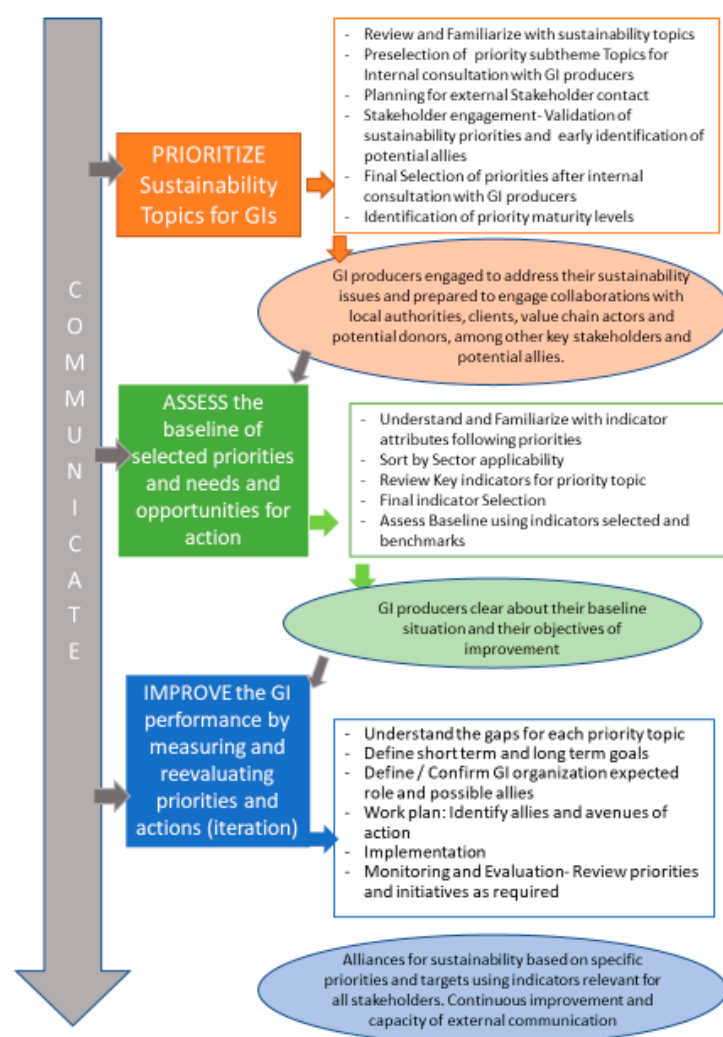 - Review and Familiarize with sustainability topics
- Preselection of priority subtheme Topics for
Internal consultation with GI producers
- Planning for external Stakeholder contact
- Stakeholder engagement- Validation of
sustainability priorities and early identification of
potential allies
- Final Selection of priorities after internal
consultation with GI producers
- Identification of priority maturity levels
PRIORITIZE
Sustainability
Topics for GIs
GI producers engaged to address their sustainability
issues and prepared to engage collaborations with
local authorities, clients, value chain actors and
potential donors, among other key stakeholders and
potential allies.
COMMUNICATE
ASSESS the
baseline of
selected priorities
and needs and
opportunities for
action
- Understand and Familiarize with indicator
attributes following priorities
- Sort by Sector applicability
- Review Key indicators for priority topic
- Final indicator Selection
- Assess Baseline using indicators selected and
benchmarks
GI producers clear about their baseline
situation and their objectives of
improvement
IMPROVE the GI
performance by
measuring and
reevaluating
priorities and
actions (iteration)
- Understand the gaps for each priority topic
- Define short term and long term goals
- Define / Confirm GI organization expected
role and possible allies
- Work plan: Identify allies and avenues of
action
- Implementation
- Monitoring and Evaluation- Review priorities
and initiatives as required
Alliances for sustainability based on specific
priorities and targets using indicators relevant for
all stakeholders. Continuous improvement and
capacity of external communication